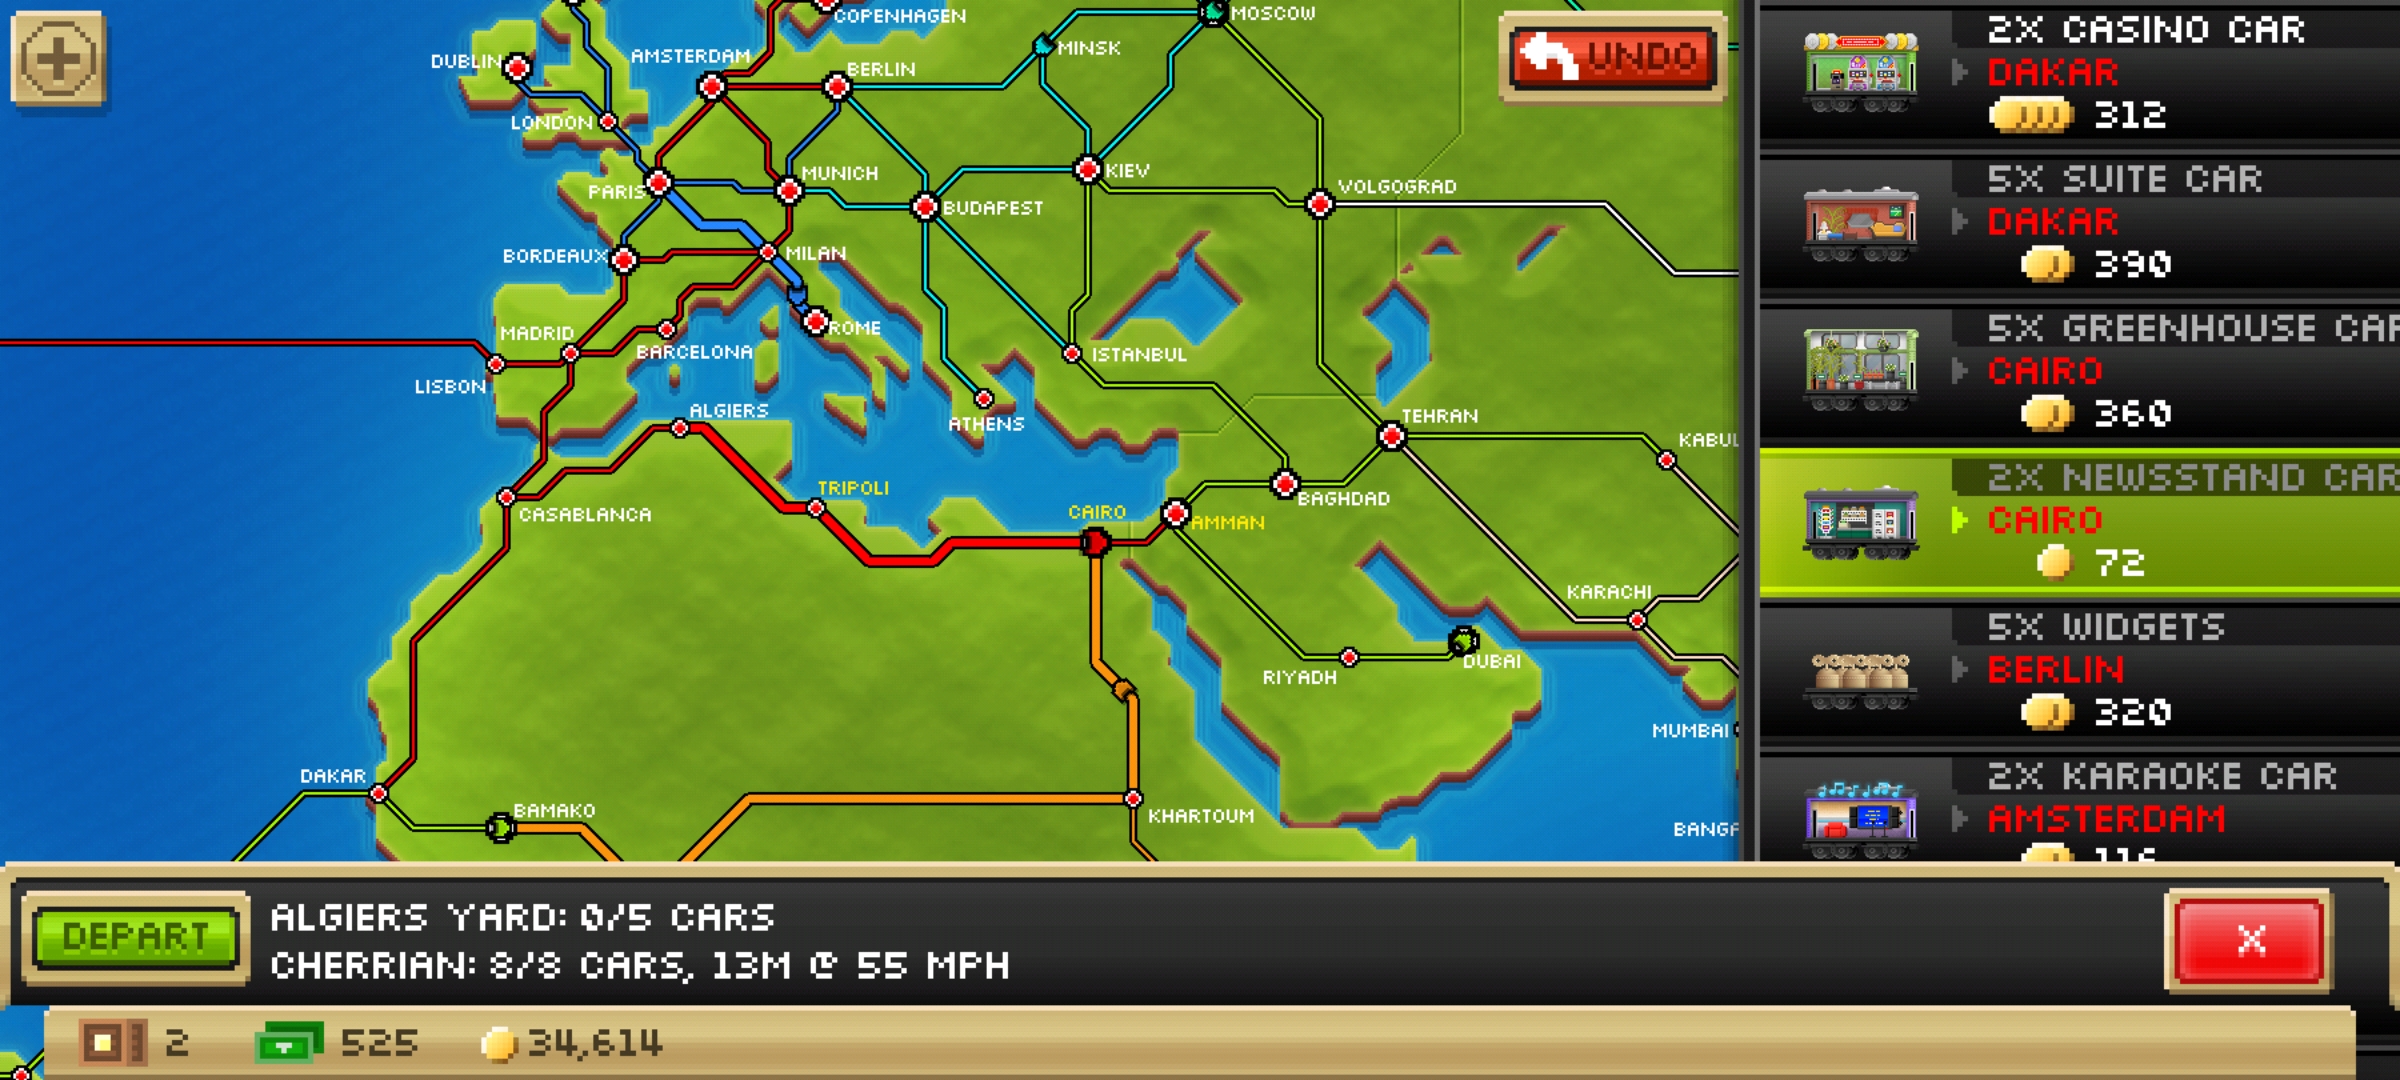 COPENHAGEN
MOSCOW
MINSK
DUBLIN
AMSTERDAM
BERLIN
UNDO
LONDON
PARIS
MUNICH
KIEV
VOLGOGRAD
BUDAPEST
BORDEAUX
MILAN
MADRID
ROME
BARCELONA
ISTANBUL
LISBON
ALGIERS
ATHENS
TEHRAN
KABUL
TRIPOLI
CASABLANCA
CAIRO
AMMAN
BAGHDAD
KARACHI
RIYADH
DUBAI
MUMBAI
DAKAR
BAMAKO
KHARTOUM
2X CASINO CAR
DAKAR
312
5X SUITE CAR
DAKAR
390
5X GREENHOUSE CAR
CAIRO
360
2X NEWSSTAND CAR
CAIRO
72
5X WIDGETS
BERLIN
320
2X KARAOKE CAR
AMSTERDAM
116
DEPART
ALGIERS YARD: 0/5 CARS
CHERRIAN: 8/8 CARS, 13M @ 55 MPH
X
2
525
34,614